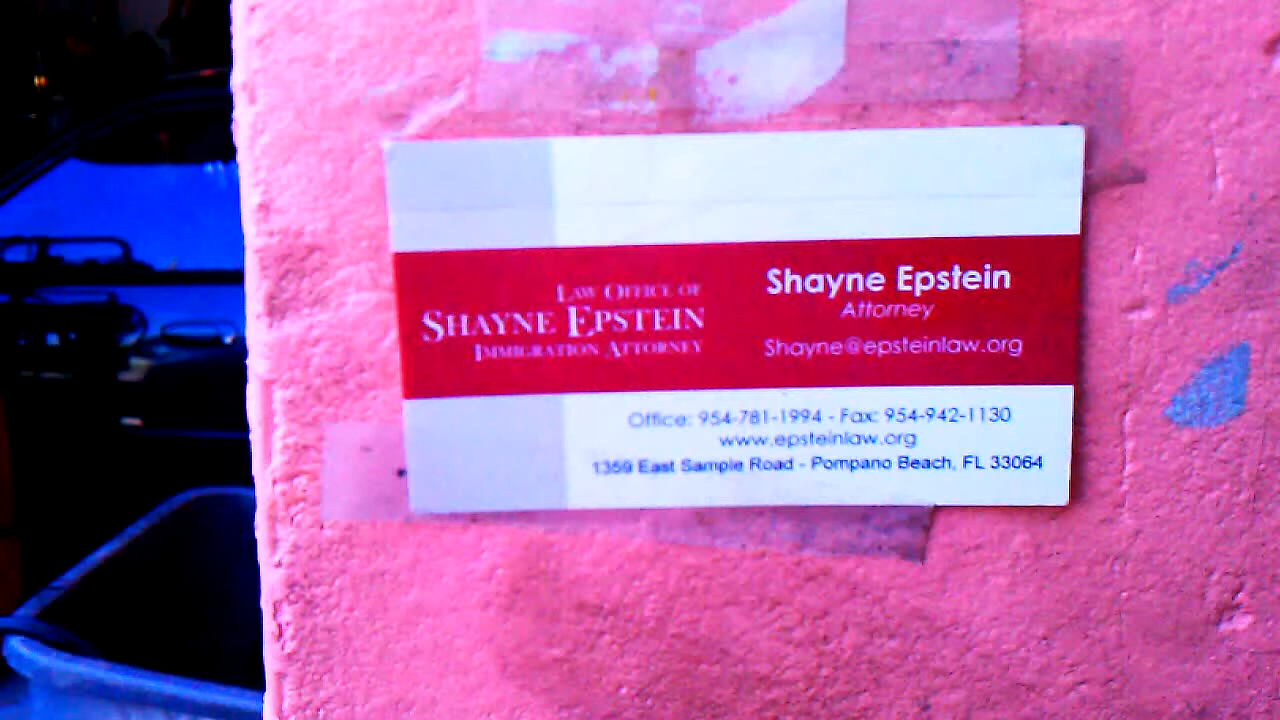 LAW OFFICE OF
SHAYNE EPSTEIN
IMMIGRATION ATTORNEY
Shayne Epstein
Attorney
Shayne@epsteinlaw.org
Office: 954-781-1994 - Fax: 954-942-1130
www.epsteinlaw.org
1359 East Sample Road - Pompano Beach, FL 33064